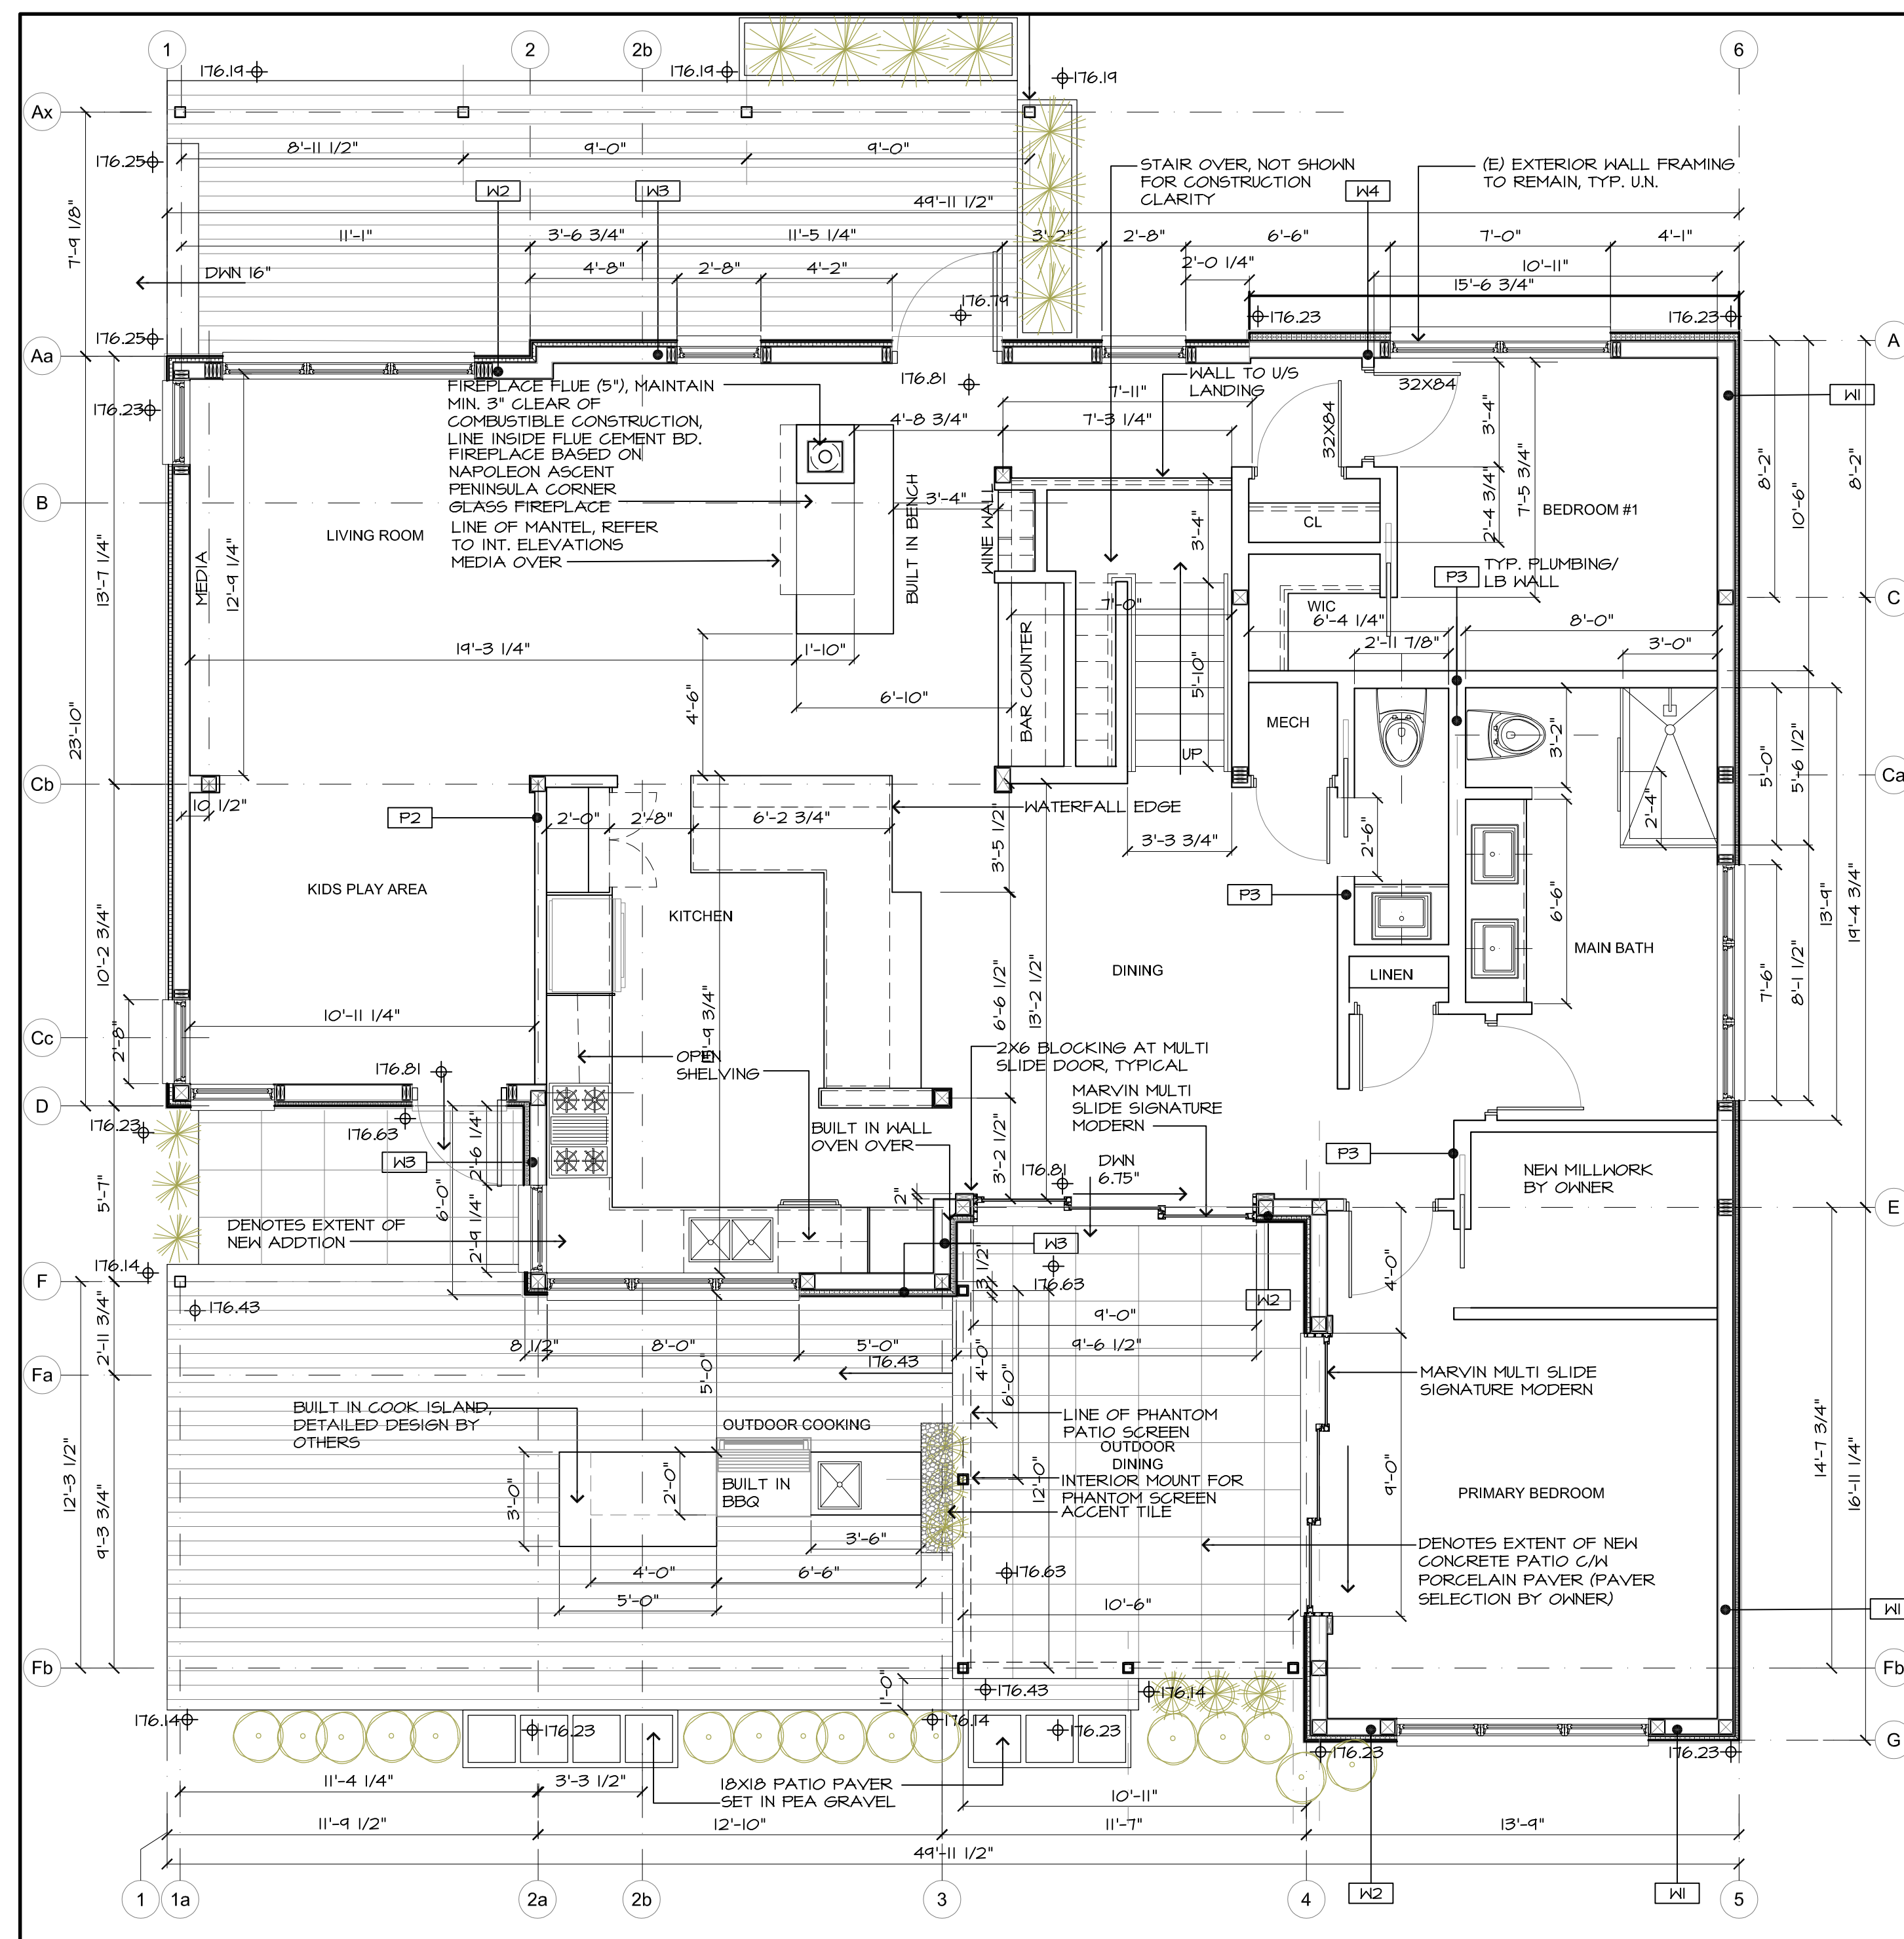 1
2
2b
6
176.19
176.19
176.19
Ax
8'-11 1/2"
9'-0"
9'-0"
176.25
W2
W3
STAIR OVER, NOT SHOWN
FOR CONSTRUCTION
CLARITY
W4
(E) EXTERIOR WALL FRAMING
TO REMAIN, TYP. U.N.
49'-11 1/2"
7'-9 1/8"
11'-1"
3'-6 3/4"
11'-5 1/4"
3'-2"
2'-8"
6'-6"
7'-0"
4'-1"
DWN 16"
4'-8"
2'-8"
4'-2"
2'-0 1/4"
10'-11"
15'-6 3/4"
176.79
176.23
176.23
176.25
Aa
A
FIREPLACE FLUE (5"), MAINTAIN
MIN. 3" CLEAR OF
COMBUSTIBLE CONSTRUCTION,
LINE INSIDE FLUE CEMENT BD.
FIREPLACE BASED ON
NAPOLEON ASCENT
PENINSULA CORNER
GLASS FIREPLACE
LINE OF MANTEL, REFER
TO INT. ELEVATIONS
MEDIA OVER
176.81
WALL TO U/S
LANDING
7'-11"
32X84
32X84
3'-4"
W1
176.23
4'-8 3/4"
7'-3 1/4"
8'-2"
8'-2"
10'-6"
B
LIVING ROOM
MEDIA
12'-9 1/4"
13'-7 1/4"
23'-10"
BUILT IN BENCH
3'-4"
WINE WALL
3'-4"
CL
2'-4 3/4"
7'-5 3/4"
BEDROOM #1
P3
TYP. PLUMBING/
LB WALL
C
7'-0"
WIC
6'-4 1/4"
8'-0"
BAR COUNTER
19'-3 1/4"
1'-10"
2'-11 7/8"
3'-0"
5'-10"
6'-10"
4'-6"
MECH
UP
3'-2"
5'-0"
5'-6 1/2"
Cb
Ca
10 1/2"
P2
2'-0"
2'-8"
6'-2 3/4"
WATERFALL EDGE
3'-3 3/4"
3'-5 1/2"
2'-6"
2'-4"
KIDS PLAY AREA
KITCHEN
P3
6'-6"
13'-9"
19'-4 3/4"
10'-2 3/4"
DINING
LINEN
MAIN BATH
6'-6 1/2"
13'-2 1/2"
7'-6"
8'-1 1/2"
10'-11 1/4"
Cc
2'-8"
OPEN
SHELVING
2X6 BLOCKING AT MULTI
SLIDE DOOR, TYPICAL
176.81
MARVIN MULTI
SLIDE SIGNATURE
MODERN
D
176.23
176.63
BUILT IN WALL
OVEN OVER
3'-2 1/2"
W3
2'-6 1/4"
176.81
DWN
6.75"
P3
NEW MILLWORK
BY OWNER
5'-7"
6'-0"
2'-9 1/4"
2"
E
DENOTES EXTENT OF
NEW ADDTION
W3
176.14
F
176.43
3 1/2"
176.63
W2
4'-0"
9'-0"
2'-11 3/4"
8 1/2"
8'-0"
5'-0"
9'-6 1/2"
5'-0"
176.43
4'-0"
6'-0"
Fa
MARVIN MULTI SLIDE
SIGNATURE MODERN
BUILT IN COOK ISLAND,
DETAILED DESIGN BY
OTHERS
OUTDOOR COOKING
LINE OF PHANTOM
PATIO SCREEN
OUTDOOR
DINING
14'-7 3/4"
16'-11 1/4"
12'-3 1/2"
9'-3 3/4"
3'-0"
2'-0"
BUILT IN
BBQ
12'-0"
INTERIOR MOUNT FOR
PHANTOM SCREEN
ACCENT TILE
9'-0"
PRIMARY BEDROOM
3'-6"
DENOTES EXTENT OF NEW
CONCRETE PATIO C/W
PORCELAIN PAVER (PAVER
SELECTION BY OWNER)
4'-0"
6'-6"
176.63
5'-0"
10'-6"
W1
Fb
Fb
1'-0"
176.43
176.14
176.14
176.23
176.14
176.23
176.23
176.23
G
11'-4 1/4"
3'-3 1/2"
18X18 PATIO PAVER
SET IN PEA GRAVEL
10'-11"
11'-9 1/2"
12'-10"
11'-7"
13'-9"
49'-11 1/2"
1
1a
2a
2b
3
4
W2
W1
5